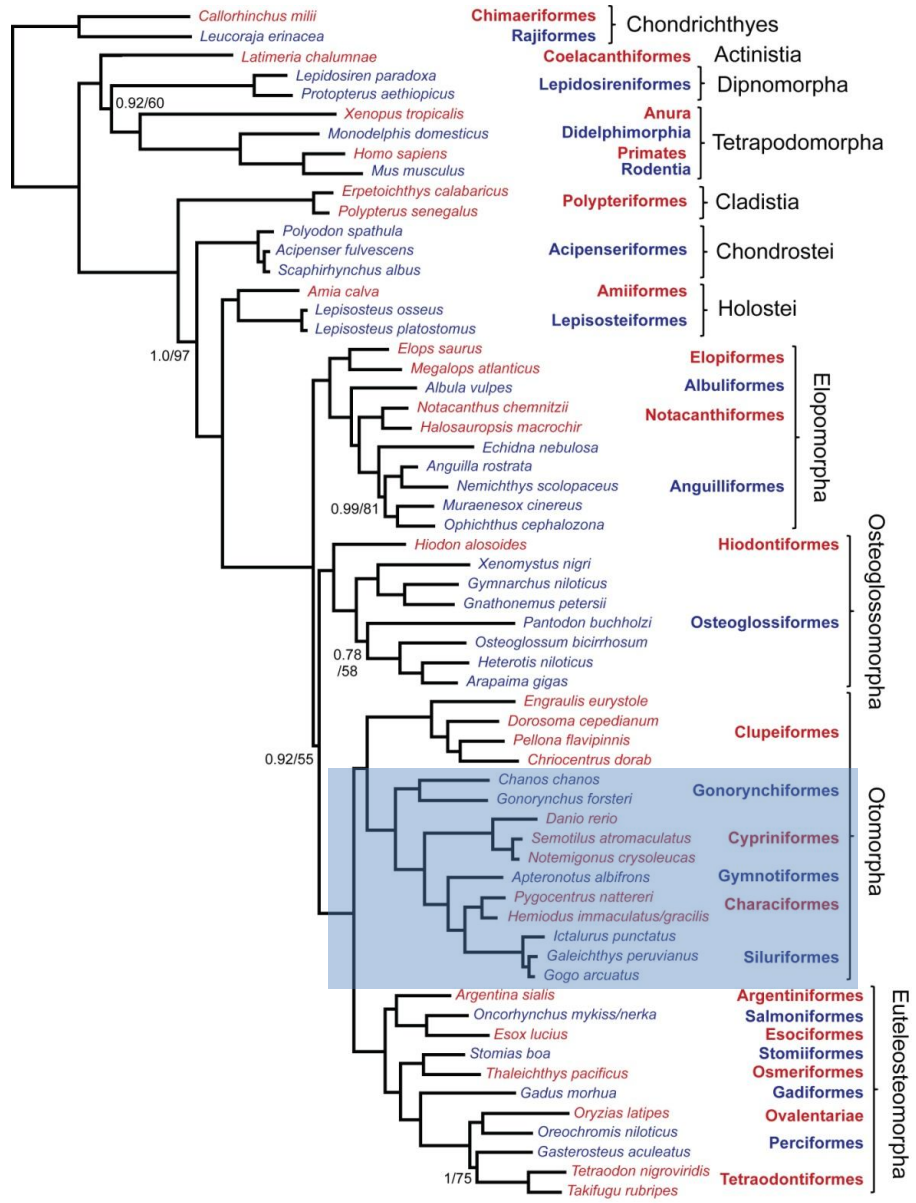 Callorhinchus milii Chimaeriformes
Chondrichthyes
Leucoraja erinacea Rajiformes
Latimeria chalumnae Coelacanthiformes Actinistia
Lepidosiren paradoxa
Lepidosireniformes Dipnomorpha
Protopterus aethiopicus
0.92/60
Xenopus tropicalis Anura
Monodelphis domesticus Didelphimorphia
Tetrapodomorpha
Homo sapiens Primates
Mus musculus Rodentia
Erpetoichthys calabaricus
Polypteriformes Cladistia
Polypterus senegalus
Polyodon spathula
Acipenser fulvescens Acipenseriformes Chondrostei
Scaphirhynchus albus
Amia calva Amiiformes
Holostei
Lepisosteus osseus
Lepisosteiformes
Lepisosteus platostomus
1.0/97
Elops saurus
Elopiformes
Megalops atlanticus
Albula vulpes Albuliformes
Notacanthus chemnitzii
Notacanthiformes
Halosauropsis macrochir
Elopomorpha
Echidna nebulosa
Anguilla rostrata
Nemichthys scolopaceus Anguilliformes
0.99/81
Muraenesox cinereus
Ophichthus cephalozona
Hiodon alosoides Hiodontiformes
Xenomystus nigri
Gymnarchus niloticus
Gnathonemus petersii
Osteoglossomorpha
Pantodon buchholzi Osteoglossiformes
Osteoglossum bicirrhosum
0.78
/58
Heterotis niloticus
Arapaima gigas
Engraulis eurystole
Dorosoma cepedianum
Clupeiformes
Pellona flavipinnis
0.92/55
Chriocentrus dorab
Chanos chanos
Gonorynchiformes
Gonorynchus forsteri
Danio rerio
Otomorpha
Semotilus atromaculatus Cypriniformes
Notemigonus crysoleucas
Apteronotus albifrons Gymnotiformes
Pygocentrus nattereri
Characiformes
Hemiodus immaculatus/gracilis
Ictalurus punctatus
Galeichthys peruvianus Siluriformes
Gogo arcuatus
Argentina sialis Argentiniformes
Oncorhynchus mykiss/nerka Salmoniformes
Esox lucius Esociformes
Stomias boa Stomiiformes
Thaleichthys pacificus Osmeriformes
Euteleosteomorpha
Gadus morhua Gadiformes
Oryzias latipes Ovalentariae
Oreochromis niloticus
Perciformes
Gasterosteus aculeatus
1/75
Tetraodon nigroviridis
Tetraodontiformes
Takifugu rubripes